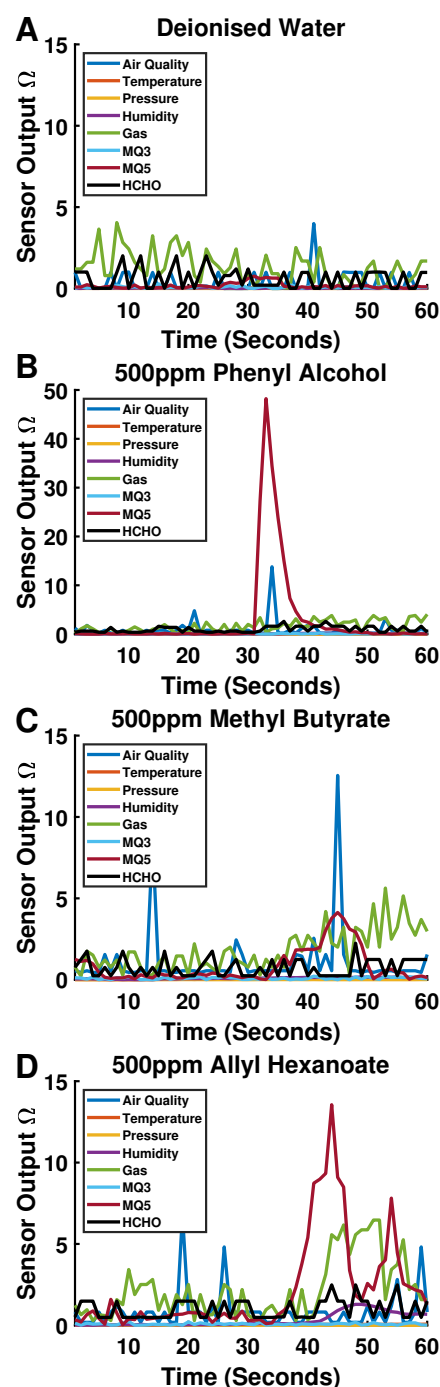 A
Deionised Water
15
10
5
0
Sensor Output Ω
Air Quality
Temperature
Pressure
Humidity
Gas
MQ3
MQ5
HCHO
10 20 30 40 50 60
Time (Seconds)
B
500ppm Phenyl Alcohol
50
40
30
20
10
0
Sensor Output Ω
Air Quality
Temperature
Pressure
Humidity
Gas
MQ3
MQ5
HCHO
10 20 30 40 50 60
Time (Seconds)
C
500ppm Methyl Butyrate
15
10
5
0
Sensor Output Ω
Air Quality
Temperature
Pressure
Humidity
Gas
MQ3
MQ5
HCHO
10 20 30 40 50 60
Time (Seconds)
D
500ppm Allyl Hexanoate
15
10
5
0
Sensor Output Ω
Air Quality
Temperature
Pressure
Humidity
Gas
MQ3
MQ5
HCHO
10 20 30 40 50 60
Time (Seconds)